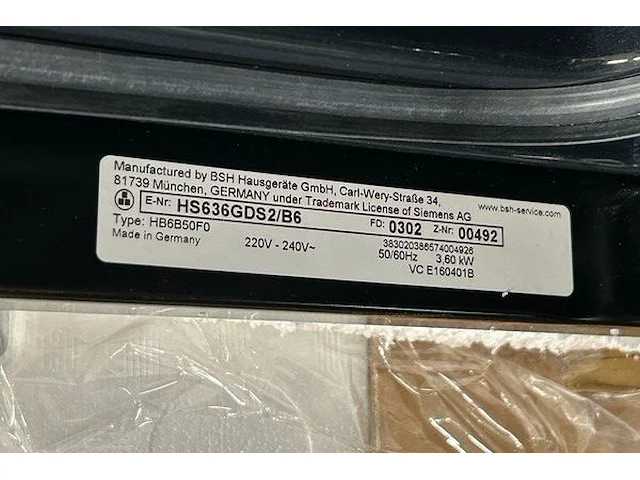 Manufactured by BSH Hausgeräte GmbH, Carl-Wery-Straße 34,
81739 München, GERMANY under Trademark License of Siemens AG
www.bsh-service.com
E-Nr: HS636GDS2/B6 FD: 0302 Z-Nr: 00492
Type: HB6B50F0 383020386574004926
Made in Germany 220V - 240V~ 50/60Hz 3,60 kW
VC E160401B